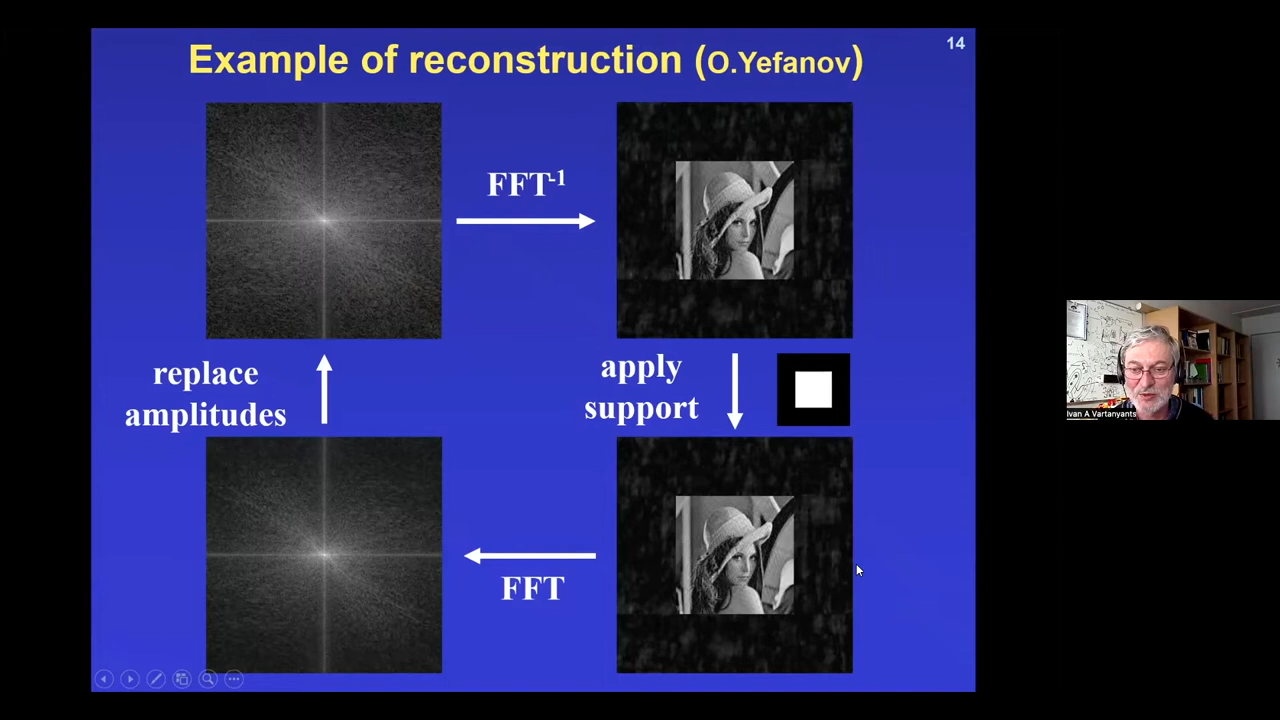 14
Example of reconstruction (O.Yefanov)
FFT-1
replace
amplitudes
apply
support
FFT
Ivan A Vartanyants